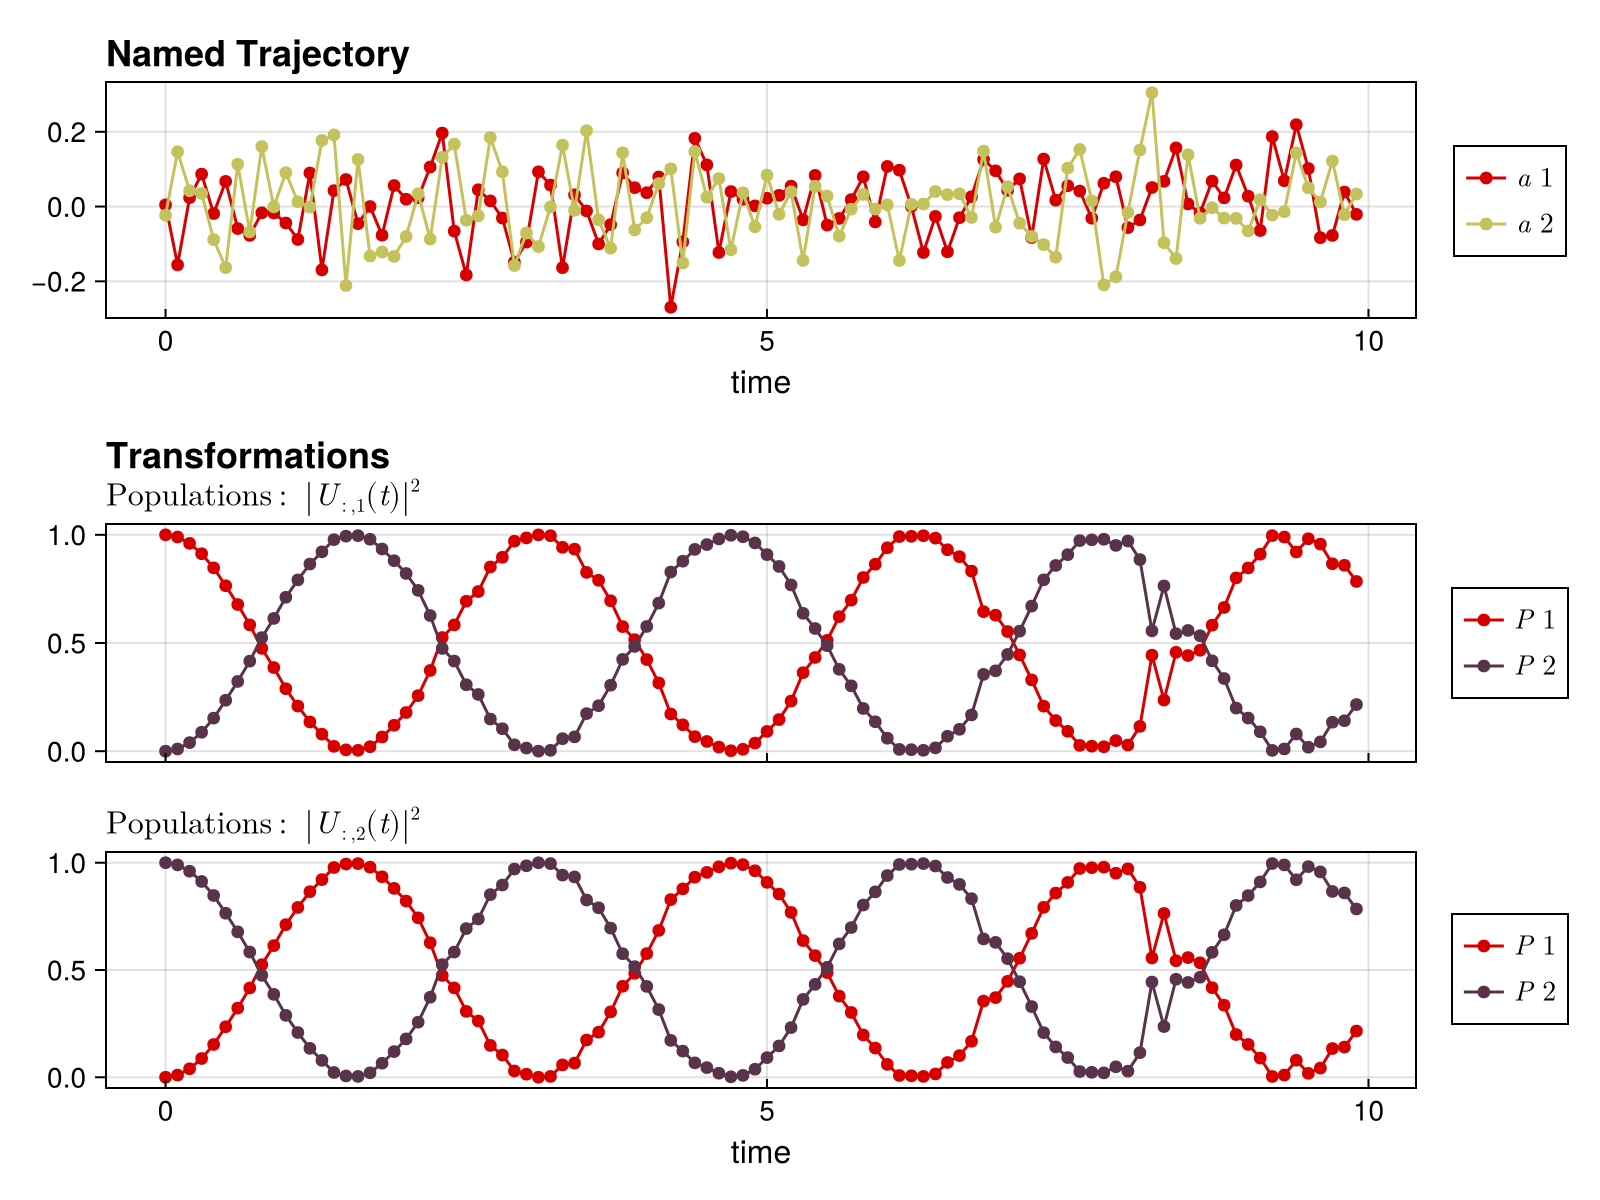 Named Trajectory
0.2
0.0
−0.2
0
5
10
time
a 1
a 2
Transformations
Populations: |U:,1(t)|²
1.0
0.5
0.0
P 1
P 2
Populations: |U:,2(t)|²
1.0
0.5
0.0
0
5
10
time
P 1
P 2